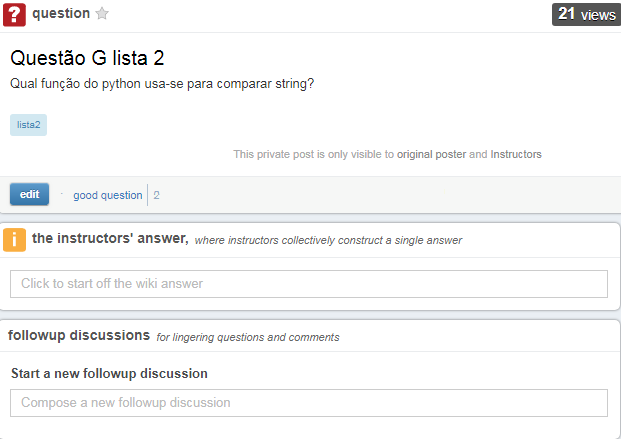 ? question 21 views
Questão G lista 2
Qual função do python usa-se para comparar string?
lista2
This private post is only visible to original poster and Instructors
edit · good question 2
i the instructors' answer, where instructors collectively construct a single answer
Click to start off the wiki answer
followup discussions for lingering questions and comments
Start a new followup discussion
Compose a new followup discussion